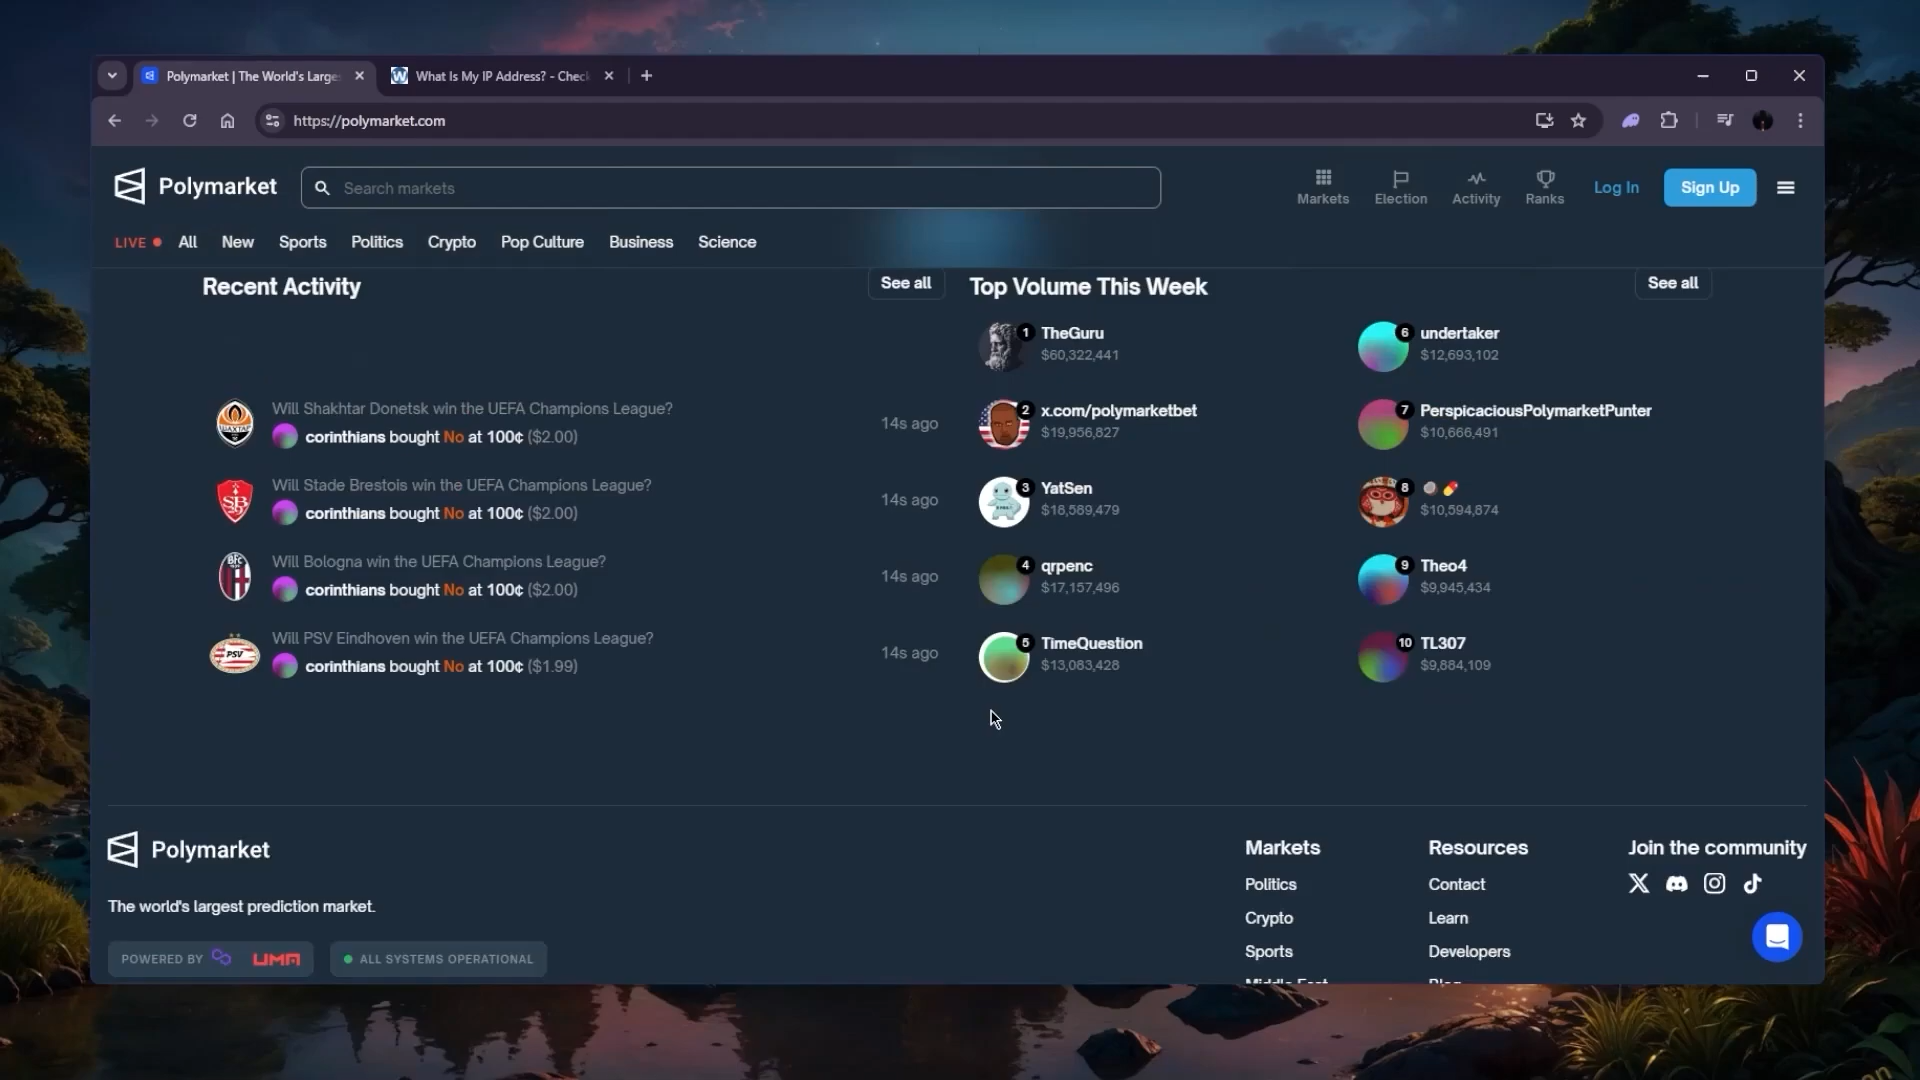 Polymarket | The World's Large
What Is My IP Address? - Chec
https://polymarket.com
Polymarket
Search markets
Markets
Election
Activity
Ranks
Log In
Sign Up
LIVE
All
New
Sports
Politics
Crypto
Pop Culture
Business
Science
Recent Activity
See all
Will Shakhtar Donetsk win the UEFA Champions League?
corinthians bought No at 100¢ ($2.00)
14s ago
Will Stade Brestois win the UEFA Champions League?
corinthians bought No at 100¢ ($2.00)
14s ago
Will Bologna win the UEFA Champions League?
corinthians bought No at 100¢ ($2.00)
14s ago
Will PSV Eindhoven win the UEFA Champions League?
corinthians bought No at 100¢ ($1.99)
14s ago
Top Volume This Week
See all
1 TheGuru
$60,322,441
2 x.com/polymarketbet
$19,956,827
3 YatSen
$18,589,479
4 qrpenc
$17,157,496
5 TimeQuestion
$13,083,428
6 undertaker
$12,693,102
7 PerspicaciousPolymarketPunter
$10,666,491
8
$10,594,874
9 Theo4
$9,945,434
10 TL307
$9,884,109
Polymarket
The world's largest prediction market.
POWERED BY UMA
ALL SYSTEMS OPERATIONAL
Markets
Politics
Crypto
Sports
Middle East
Resources
Contact
Learn
Developers
Blog
Join the community